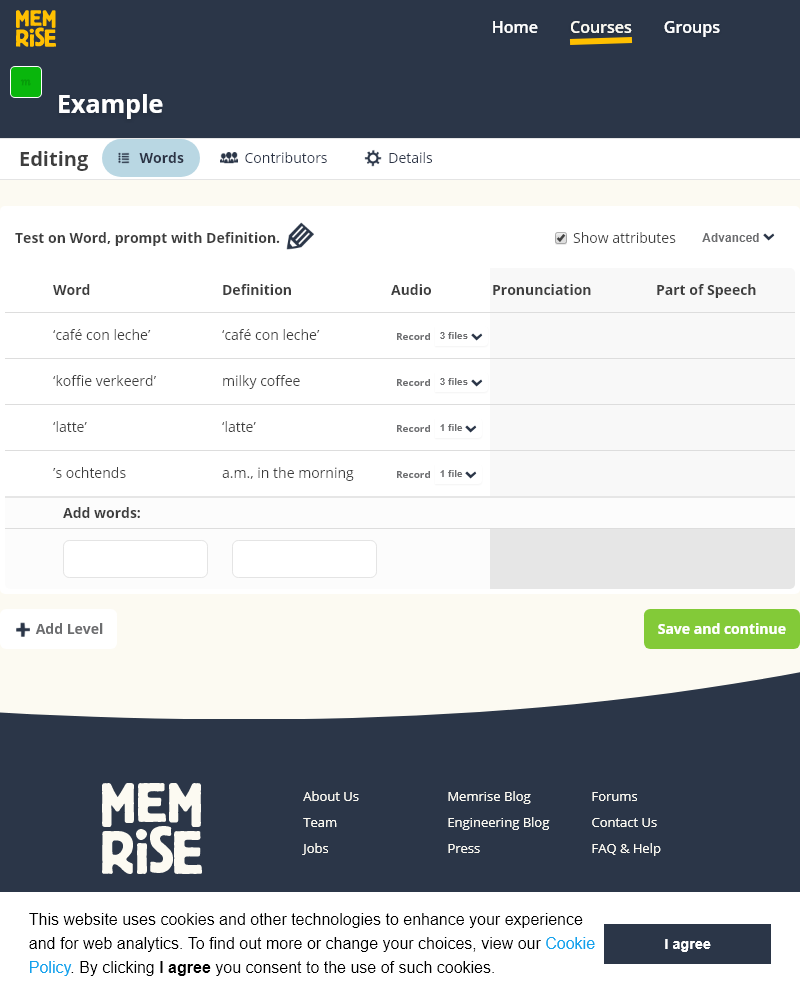 MEM
RiSE
Home Courses Groups
Example
Editing Words Contributors Details
Test on Word, prompt with Definition. Show attributes Advanced
Word Definition Audio Pronunciation Part of Speech
‘café con leche’ ‘café con leche’ Record 3 files
‘koffie verkeerd’ milky coffee Record 3 files
‘latte’ ‘latte’ Record 1 file
’s ochtends a.m., in the morning Record 1 file
Add words:
Add Level Save and continue
MEM
RiSE
About Us Memrise Blog Forums
Team Engineering Blog Contact Us
Jobs Press FAQ & Help
This website uses cookies and other technologies to enhance your experience
and for web analytics. To find out more or change your choices, view our Cookie
Policy. By clicking I agree you consent to the use of such cookies.
I agree